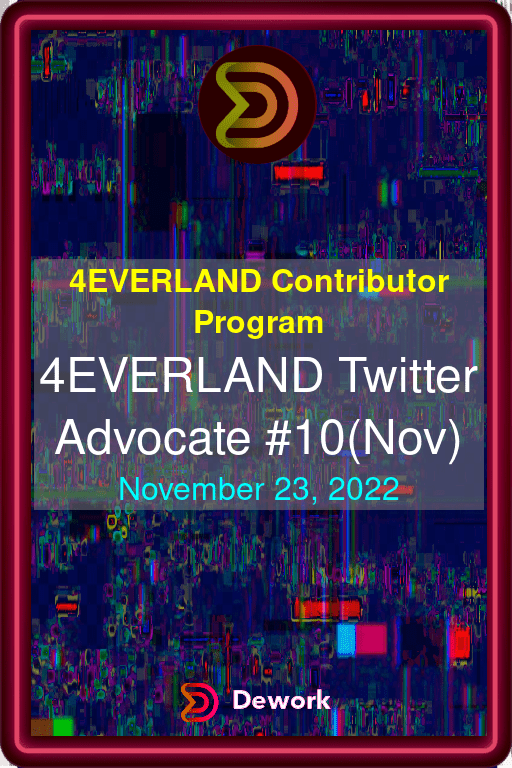 4EVERLAND Contributor
Program
4EVERLAND Twitter
Advocate #10(Nov)
November 23, 2022
Dework